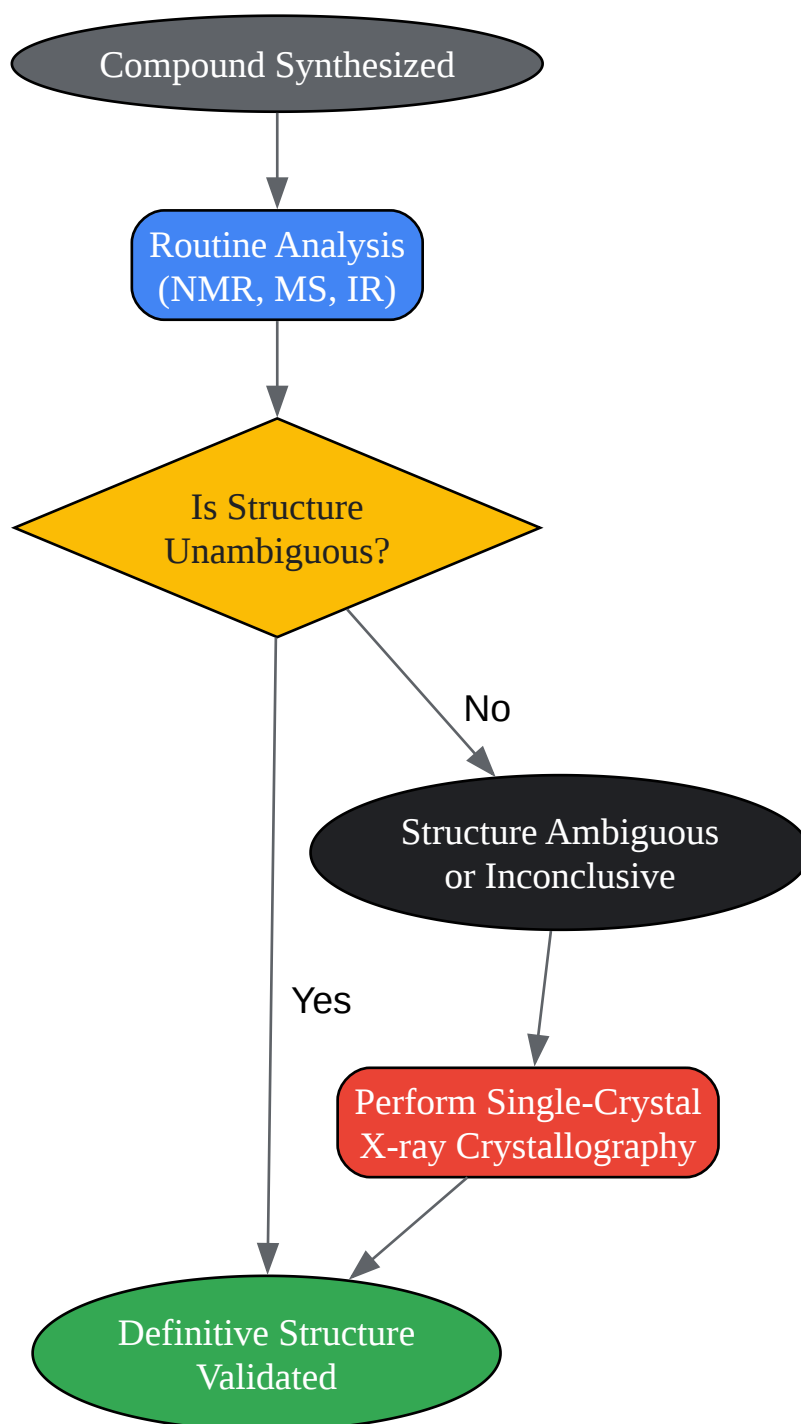 Compound Synthesized
Routine Analysis
(NMR, MS, IR)
Is Structure
Unambiguous?
No
Structure Ambiguous
or Inconclusive
Yes
Perform Single-Crystal
X-ray Crystallography
Definitive Structure
Validated